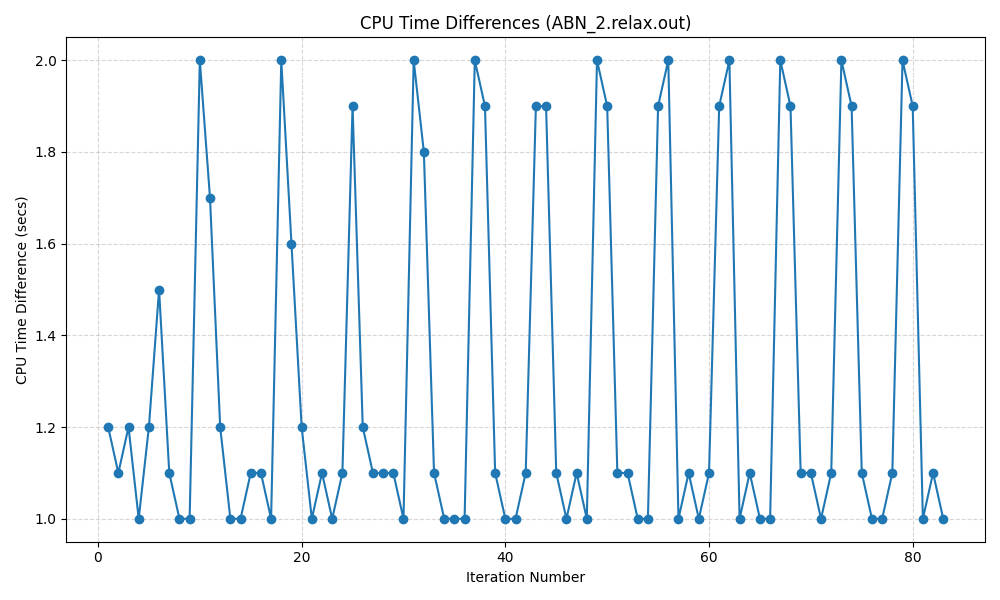 CPU Time Differences (ABN_2.relax.out)
CPU Time Difference (secs)
2.0
1.8
1.6
1.4
1.2
1.0
0 20 40 60 80
Iteration Number